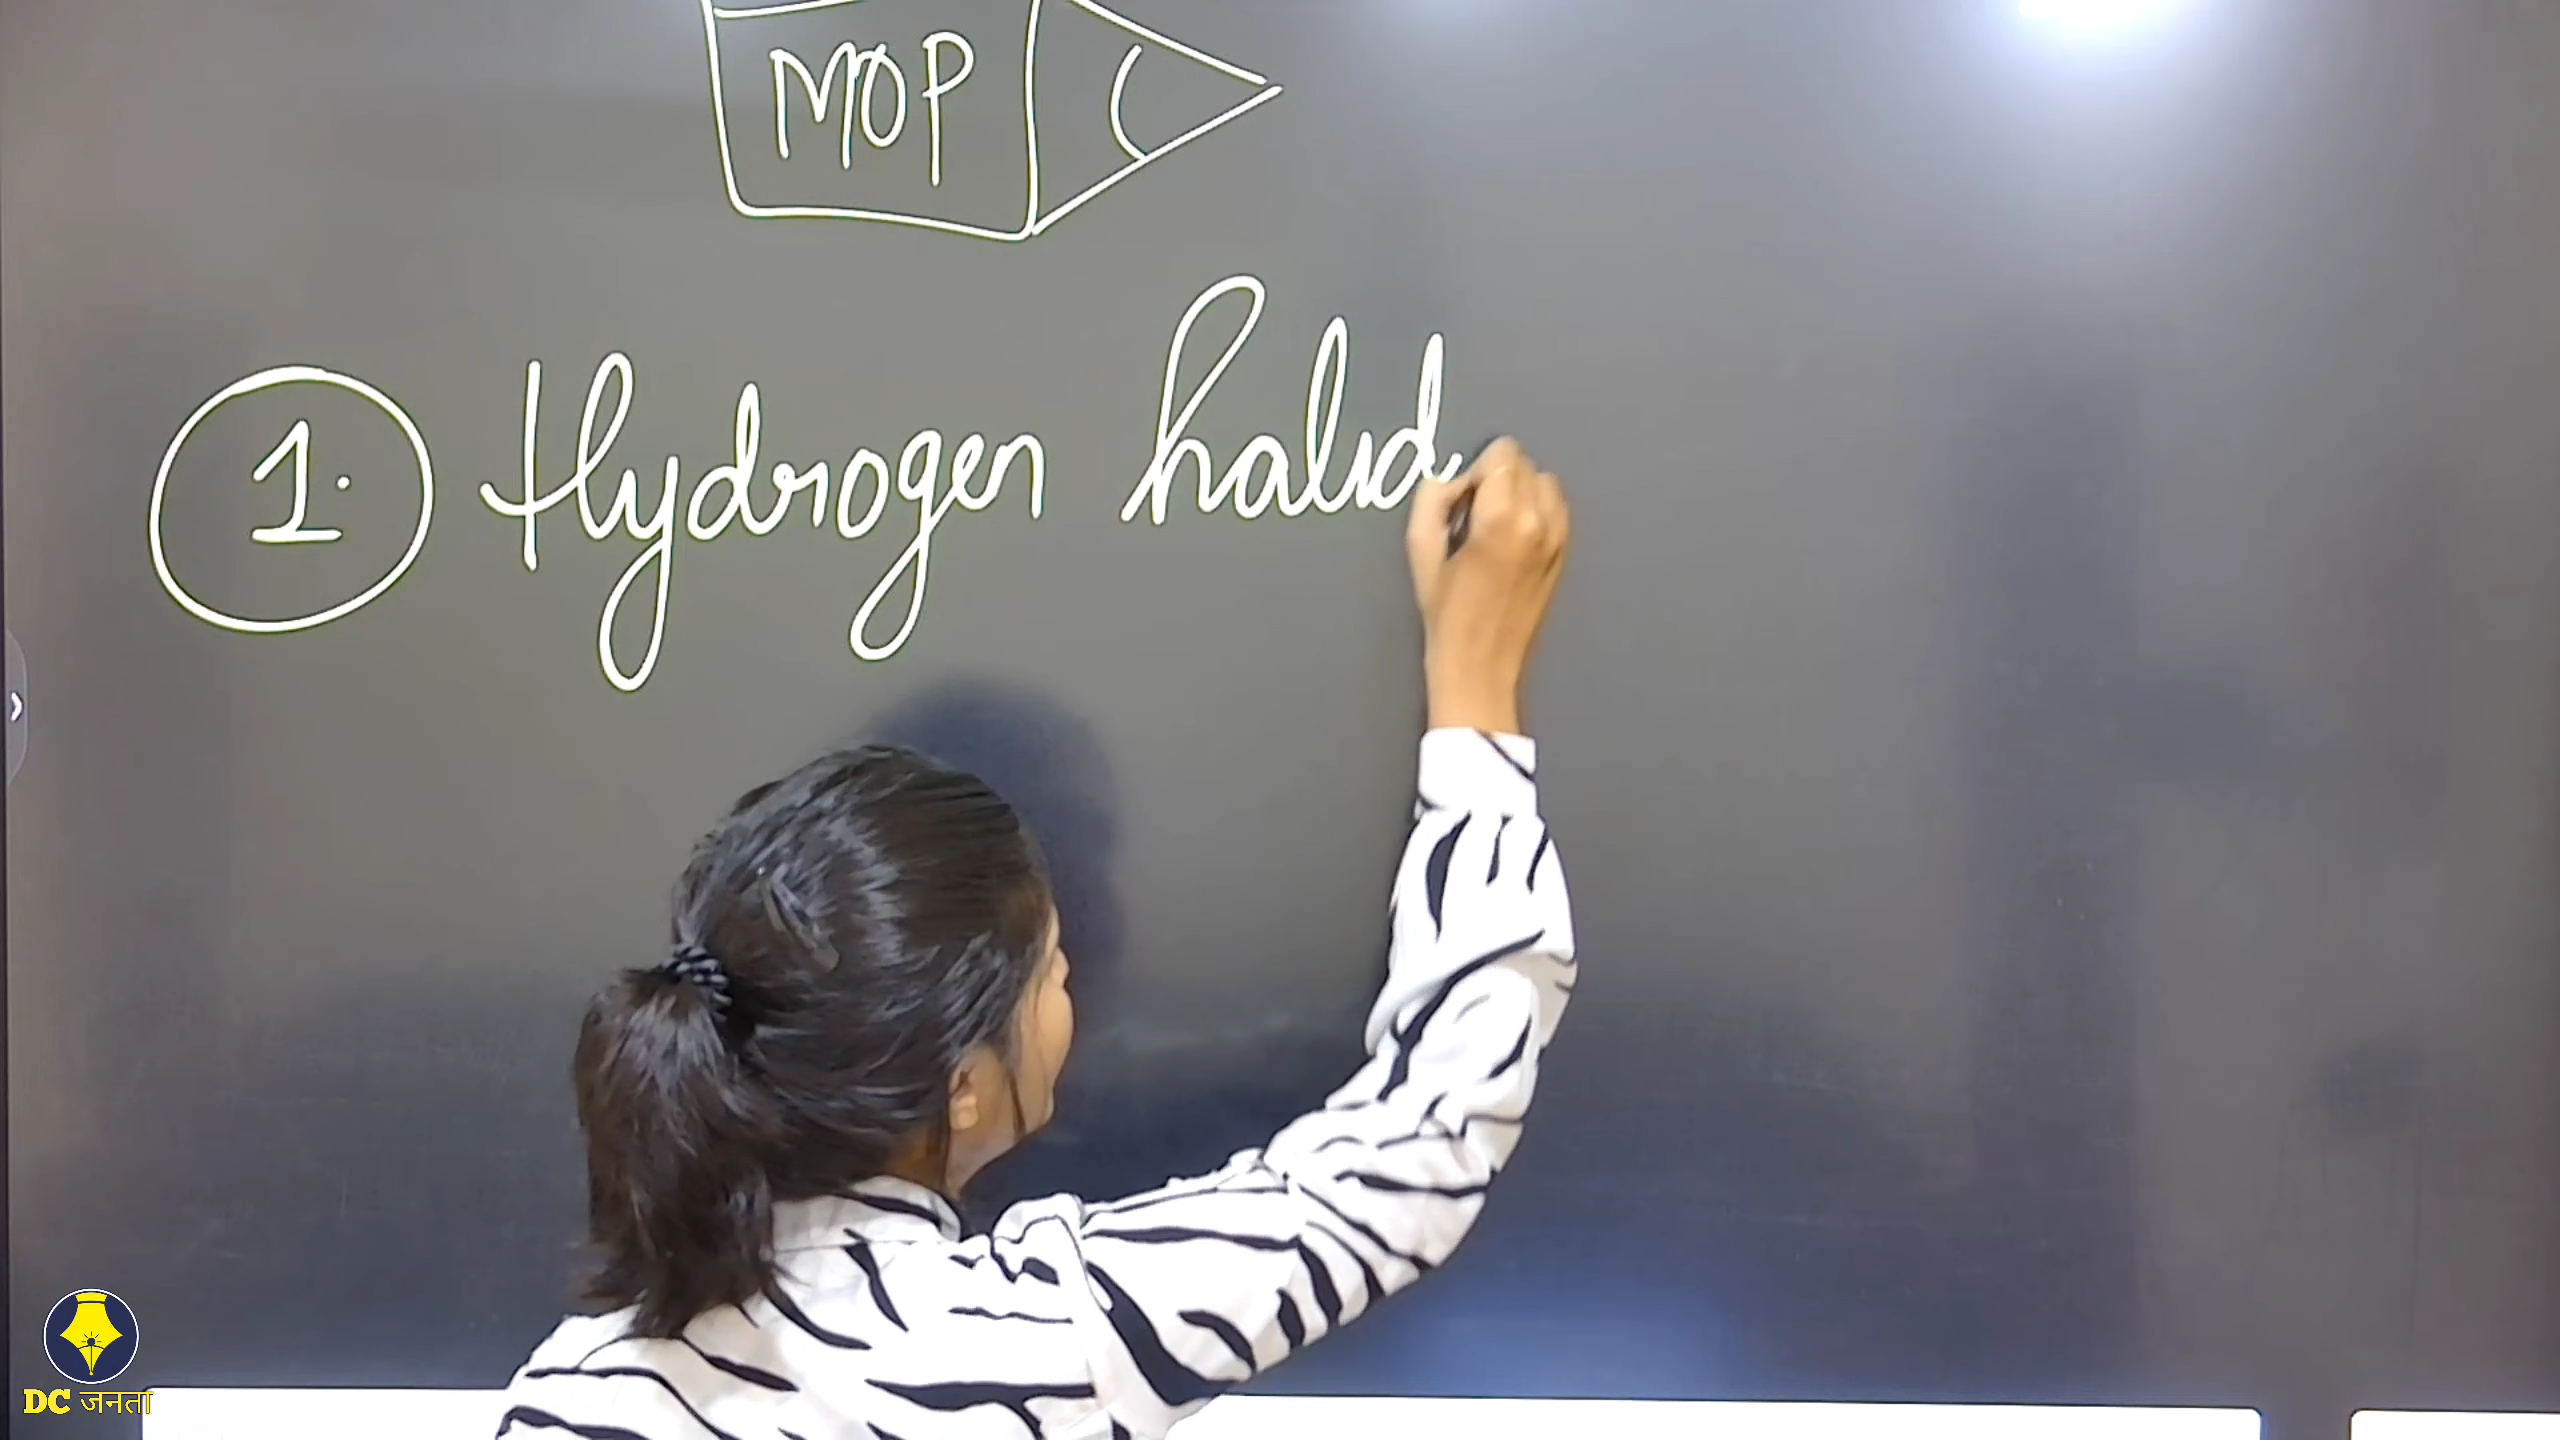 MOP
1. Hydrogen halid
DC जनता